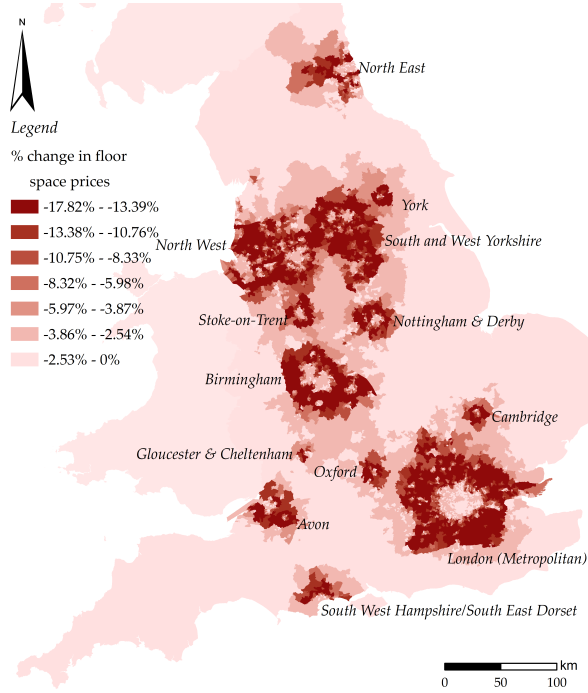 N
North East
Legend
% change in floor
space prices
-17.82% - -13.39%
-13.38% - -10.76%
-10.75% - -8.33%
-8.32% - -5.98%
-5.97% - -3.87%
-3.86% - -2.54%
-2.53% - 0%
York
North West
South and West Yorkshire
Stoke-on-Trent
Nottingham & Derby
Birmingham
Cambridge
Gloucester & Cheltenham
Oxford
Avon
London (Metropolitan)
South West Hampshire/South East Dorset
km
0 50 100